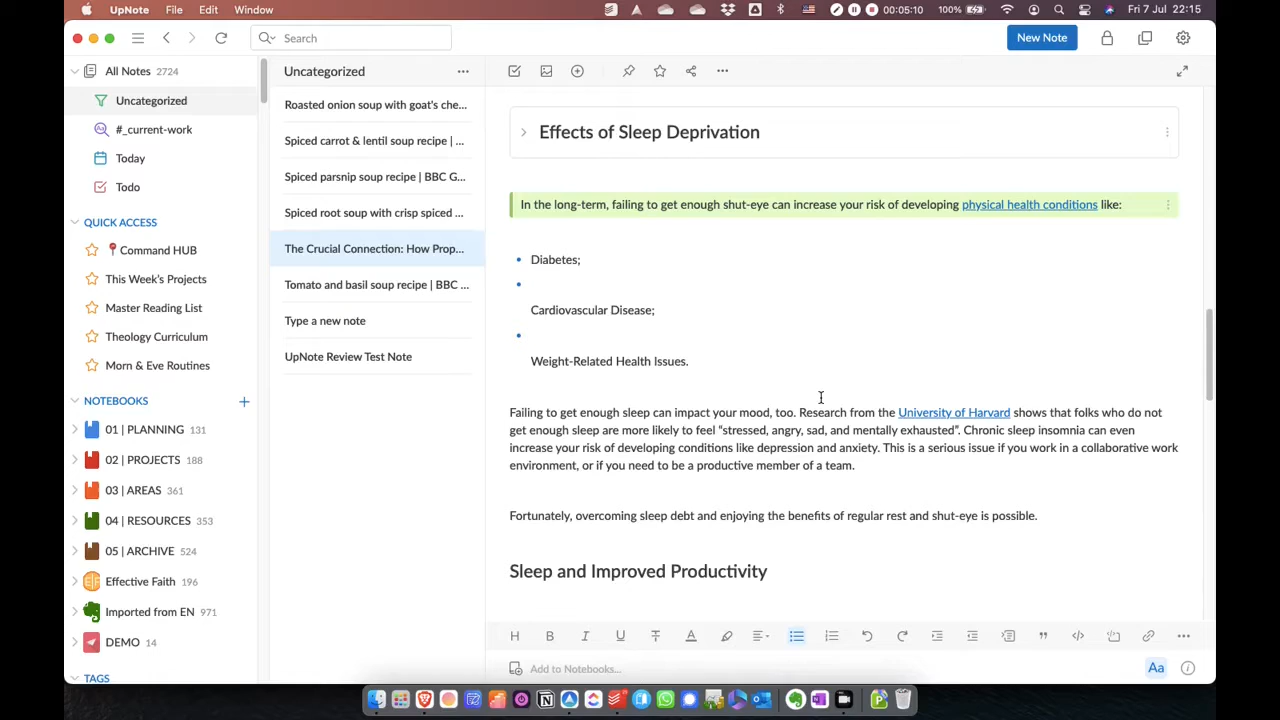 UpNote File Edit Window
00:05:10 100% Fri 7 Jul 22:15
Search
New Note
All Notes 2724
Uncategorized
#_current-work
Today
Todo
QUICK ACCESS
Command HUB
This Week's Projects
Master Reading List
Theology Curriculum
Morn & Eve Routines
NOTEBOOKS
01 | PLANNING 131
02 | PROJECTS 188
03 | AREAS 361
04 | RESOURCES 353
05 | ARCHIVE 524
Effective Faith 196
Imported from EN 971
DEMO 14
TAGS
Uncategorized
Roasted onion soup with goat's che...
Spiced carrot & lentil soup recipe | ...
Spiced parsnip soup recipe | BBC G...
Spiced root soup with crisp spiced ...
The Crucial Connection: How Prop...
Tomato and basil soup recipe | BBC ...
Type a new note
UpNote Review Test Note
Effects of Sleep Deprivation
In the long-term, failing to get enough shut-eye can increase your risk of developing physical health conditions like:
• Diabetes;
•
Cardiovascular Disease;
•
Weight-Related Health Issues.
Failing to get enough sleep can impact your mood, too. Research from the University of Harvard shows that folks who do not
get enough sleep are more likely to feel “stressed, angry, sad, and mentally exhausted”. Chronic sleep insomnia can even
increase your risk of developing conditions like depression and anxiety. This is a serious issue if you work in a collaborative work
environment, or if you need to be a productive member of a team.
Fortunately, overcoming sleep debt and enjoying the benefits of regular rest and shut-eye is possible.
Sleep and Improved Productivity
H B I U T A
Add to Notebooks...
Aa